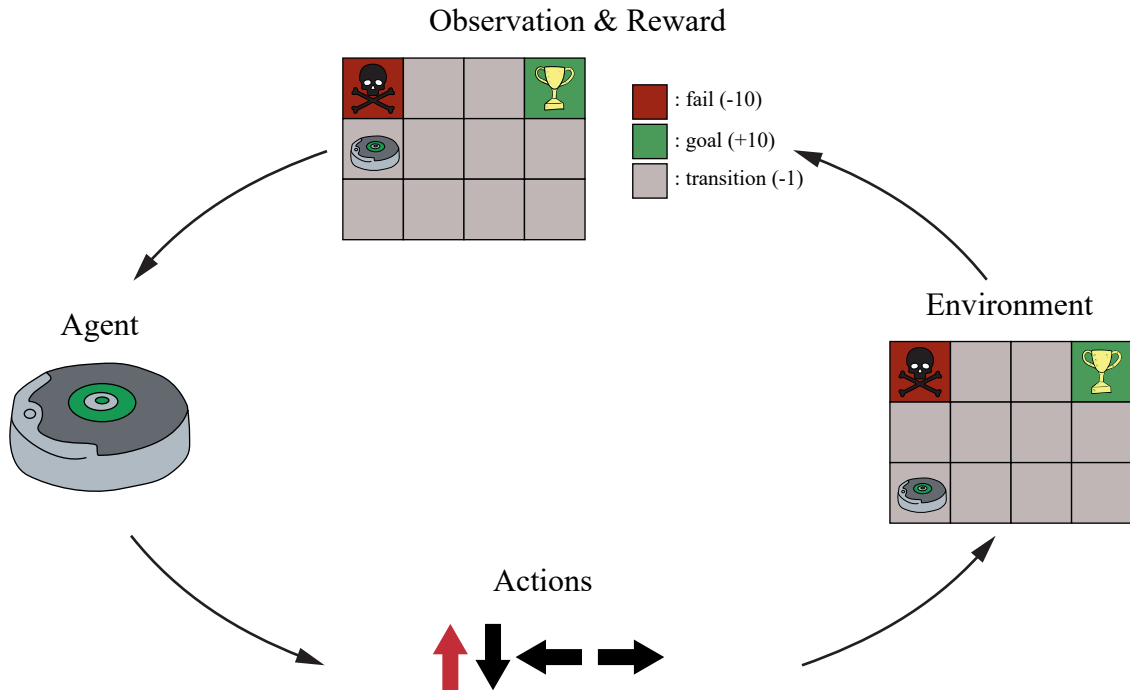 Observation & Reward
: fail (-10)
: goal (+10)
: transition (-1)
Environment
Agent
Actions